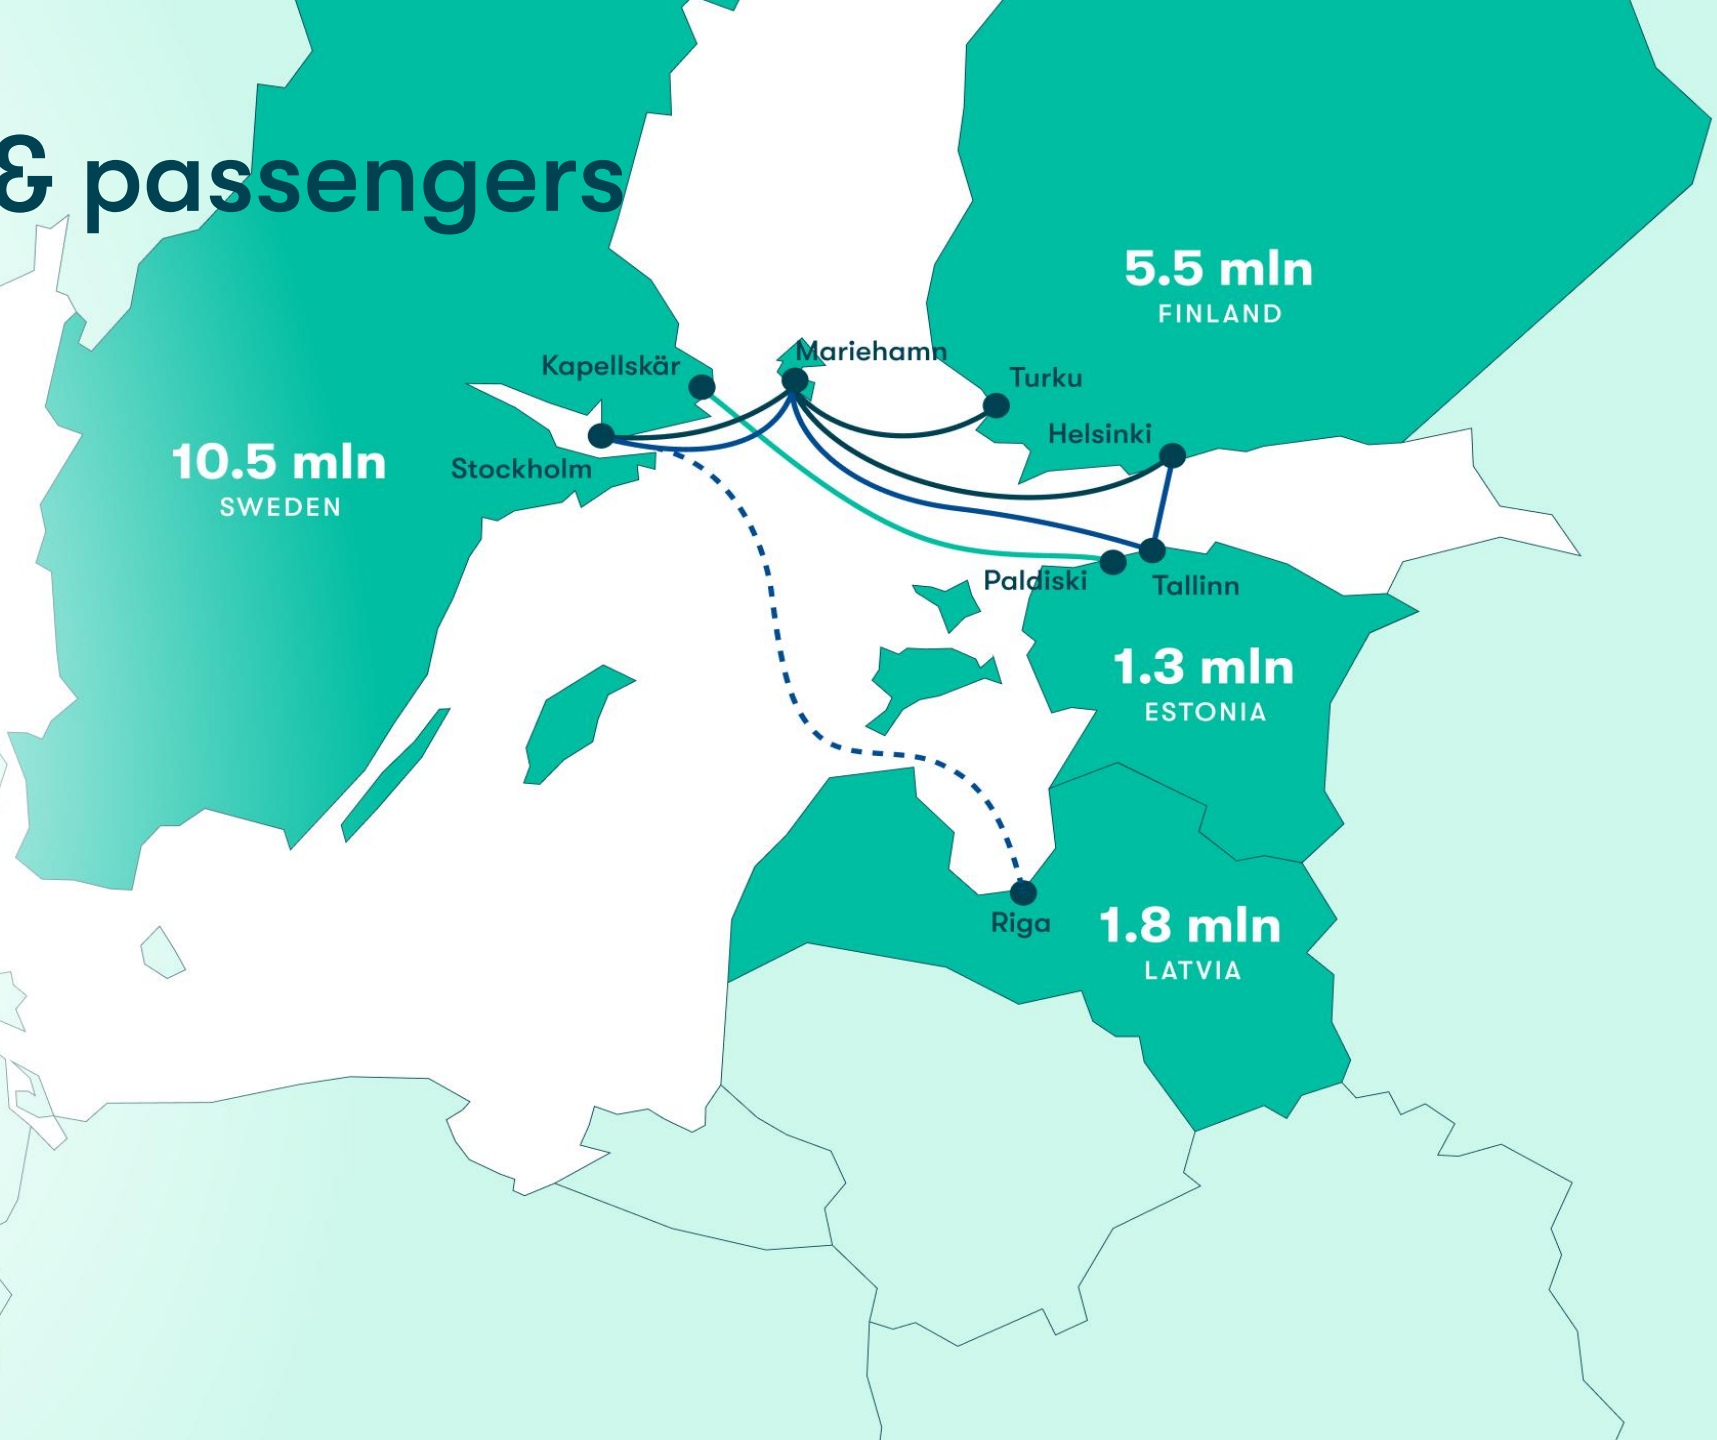 & passengers
5.5 mln
FINLAND
Mariehamn
Kapellskär
Turku
Helsinki
10.5 mln
SWEDEN
Stockholm
Paldiski
Tallinn
1.3 mln
ESTONIA
Riga
1.8 mln
LATVIA